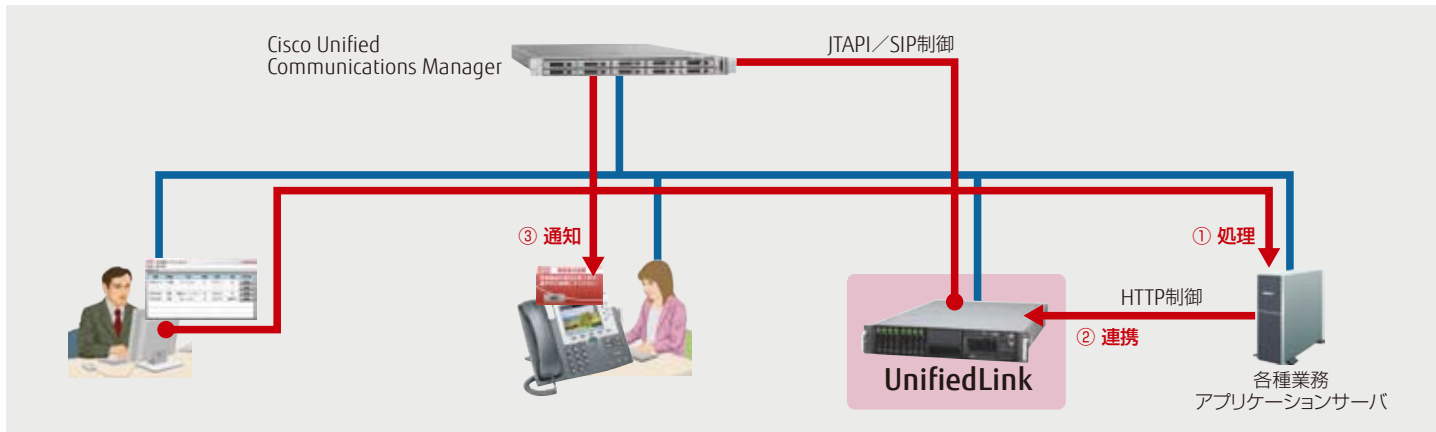 Cisco Unified
Communications Manager
JTAPI／SIP制御
③ 通知
① 処理
HTTP制御
② 連携
UnifiedLink
各種業務
アプリケーションサーバ